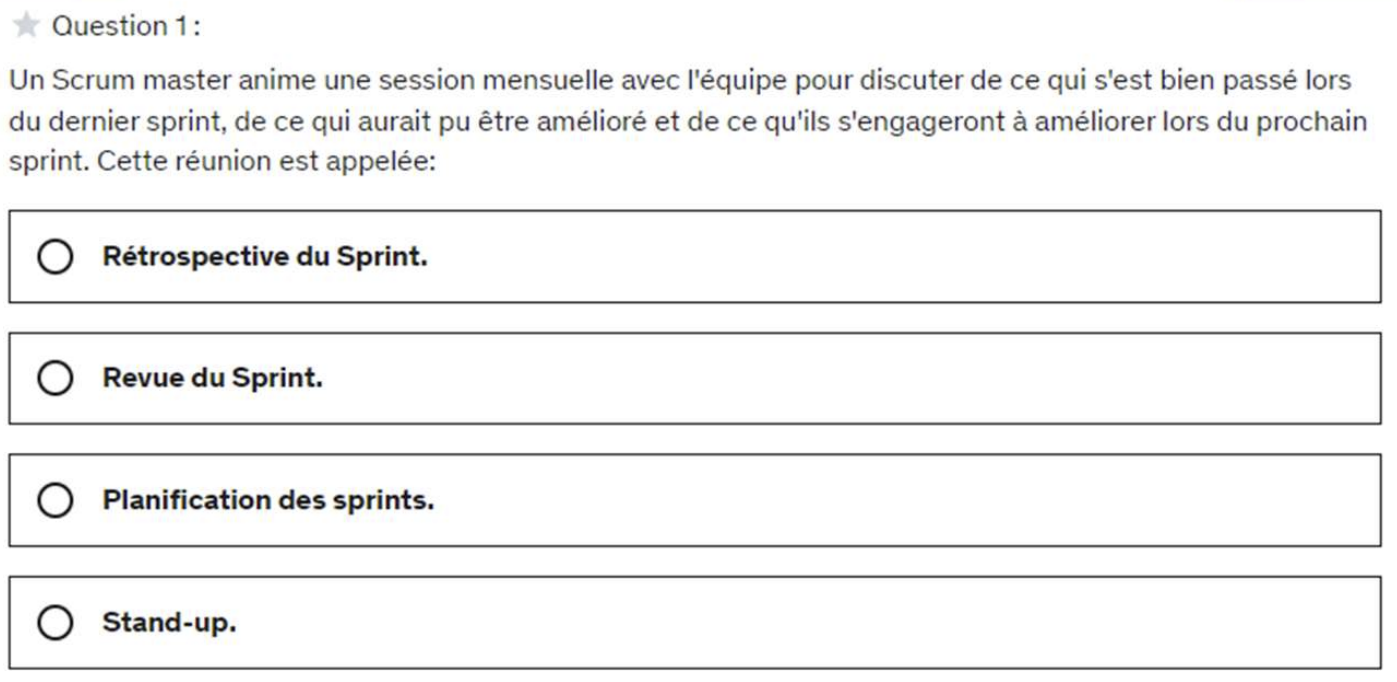 Question 1 :
Un Scrum master anime une session mensuelle avec l'équipe pour discuter de ce qui s'est bien passé lors
du dernier sprint, de ce qui aurait pu être amélioré et de ce qu'ils s'engageront à améliorer lors du prochain
sprint. Cette réunion est appelée:
Rétrospective du Sprint.
Revue du Sprint.
Planification des sprints.
Stand-up.